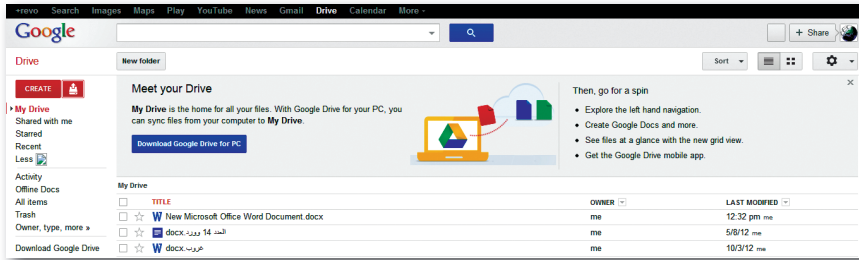 +revo Search Images Maps Play YouTube News Gmail Drive Calendar More
Google
+ Share
Drive
New folder
Sort
CREATE
My Drive
Shared with me
Starred
Recent
Less
Activity
Offline Docs
All items
Trash
Owner, type, more »
Download Google Drive
Meet your Drive
My Drive is the home for all your files. With Google Drive for your PC, you
can sync files from your computer to My Drive.
Download Google Drive for PC
Then, go for a spin
• Explore the left hand navigation.
• Create Google Docs and more.
• See files at a glance with the new grid view.
• Get the Google Drive mobile app.
My Drive
TITLE OWNER LAST MODIFIED
W New Microsoft Office Word Document.docx me 12:32 pm me
العدد 14 وورد.docx me 5/8/12 me
W غروب.docx me 10/3/12 me